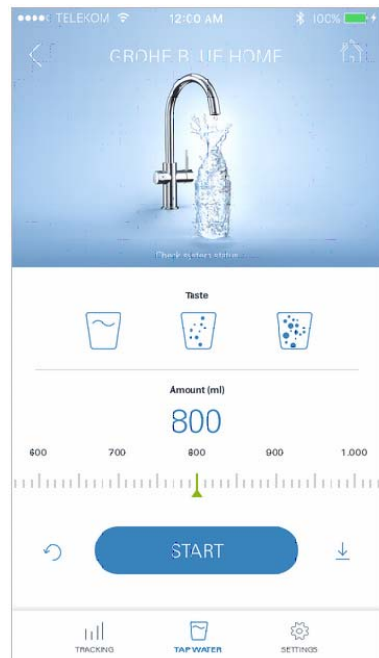 TELEKOM 12:00 AM 100%
GROHE BLUE HOME
Check system status
Taste
Amount (ml)
800
600 700 800 900 1.000
START
TRACKING TAP WATER SETTINGS